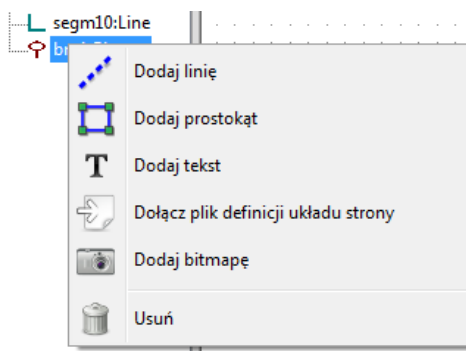 segm10:Line
Dodaj linię
Dodaj prostokąt
Dodaj tekst
Dołącz plik definicji układu strony
Dodaj bitmapę
Usuń